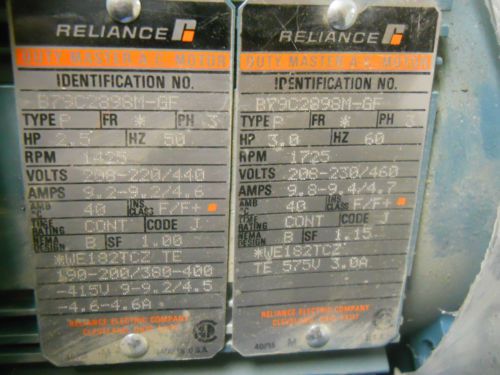 RELIANCE
DUTY MASTER A-C. MOTOR
IDENTIFICATION NO.
B79C2898M-GF
TYPE P FR * PH 3
HP 2.5 HZ 50
RPM 1425
VOLTS 208-220/440
AMPS 9.2-9.2/4.6
AMB °C 40 INS CLASS F/F+
TIME RATING CONT CODE J
NEMA DESIGN B SF 1.00
*WE182TCZ TE
190-200/380-400
-415V 9-9.2/4.5
-4.6-4.6A
RELIANCE ELECTRIC COMPANY
CLEVELAND, OHIO
U.S.A.
RELIANCE
DUTY MASTER A-C. MOTOR
IDENTIFICATION NO.
B79C2898M-GF
TYPE P FR * PH 3
HP 3.0 HZ 60
RPM 1725
VOLTS 208-230/460
AMPS 9.8-9.4/4.7
AMB °C 40 INS CLASS F/F+
TIME RATING CONT CODE J
NEMA DESIGN B SF 1.15
*WE182TCZ
TE 575V 3.0A
RELIANCE ELECTRIC COMPANY
CLEVELAND, OHIO